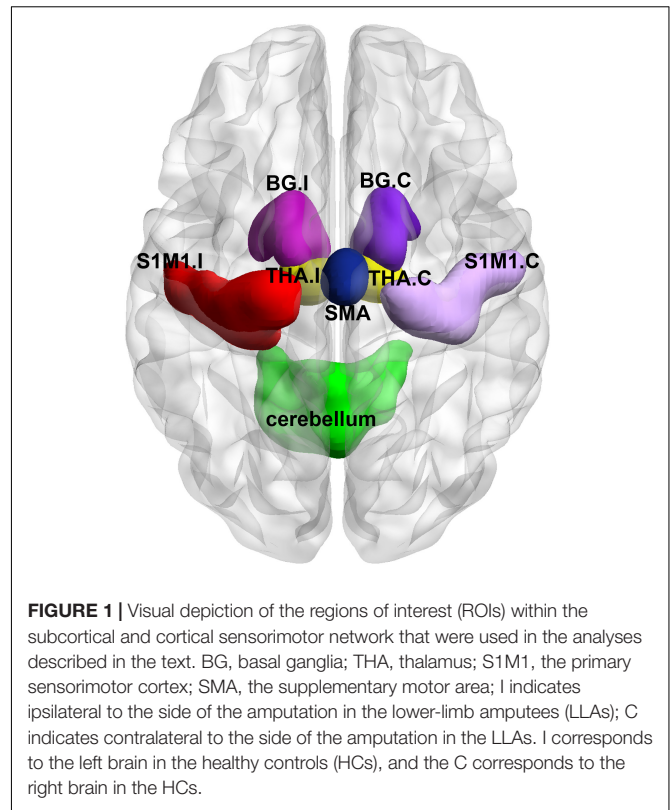 BG.I BG.C
S1M1.I THA.I THA.C S1M1.C
SMA
cerebellum
FIGURE 1 | Visual depiction of the regions of interest (ROIs) within the
subcortical and cortical sensorimotor network that were used in the analyses
described in the text. BG, basal ganglia; THA, thalamus; S1M1, the primary
sensorimotor cortex; SMA, the supplementary motor area; I indicates
ipsilateral to the side of the amputation in the lower-limb amputees (LLAs); C
indicates contralateral to the side of the amputation in the LLAs. I corresponds
to the left brain in the healthy controls (HCs), and the C corresponds to the
right brain in the HCs.